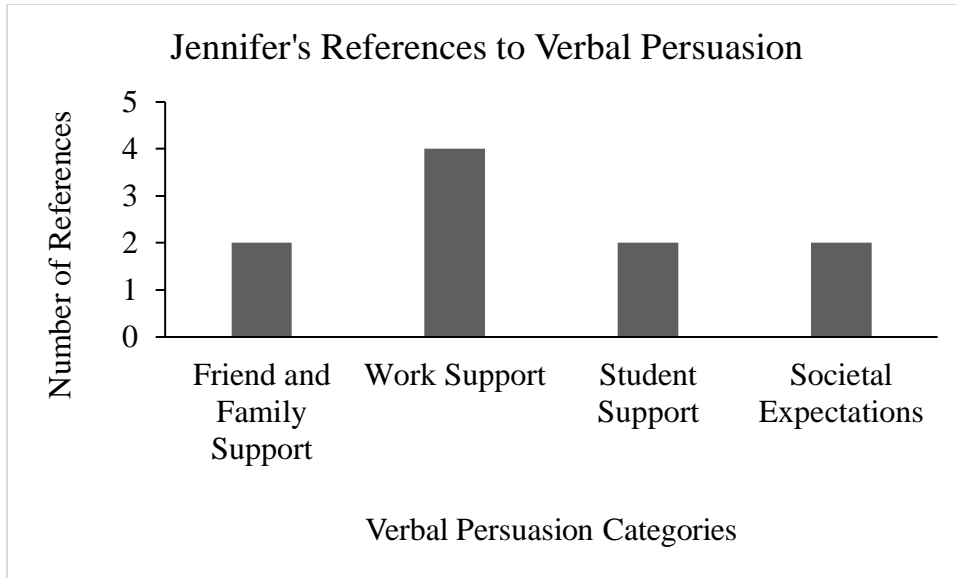 Jennifer's References to Verbal Persuasion
Number of References
5
4
3
2
1
0
Friend and
Family
Support
Work Support
Student
Support
Societal
Expectations
Verbal Persuasion Categories